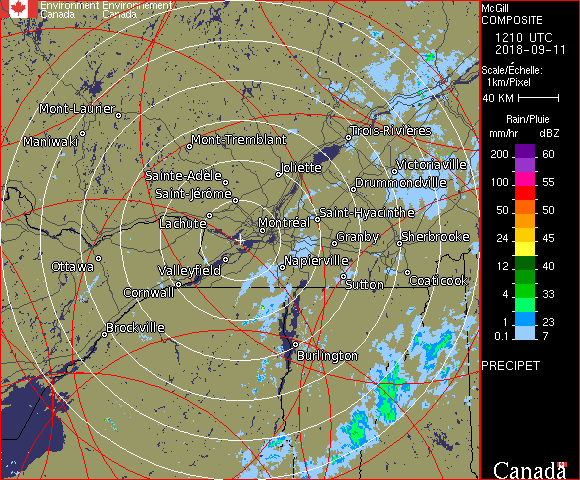 Environment Environnement
Canada Canada
McGill
COMPOSITE
1210 UTC
2018-09-11
Scale/Échelle:
1km/Pixel
40 KM
Rain/Pluie
mm/hr dBZ
200 60
100 55
50 50
24 45
12 40
4 33
1 23
0.1 7
PRECIPET
Canada
Mont-Laurier
Maniwaki
Mont-Tremblant
Trois-Rivières
Joliette
Victoriaville
Sainte-Adèle
Drummondville
Saint-Jérôme
Lachute
Saint-Hyacinthe
Montréal
Granby
Sherbrooke
Ottawa
Valleyfield
Napierville
Sutton
Coaticook
Cornwall
Brockville
Burlington